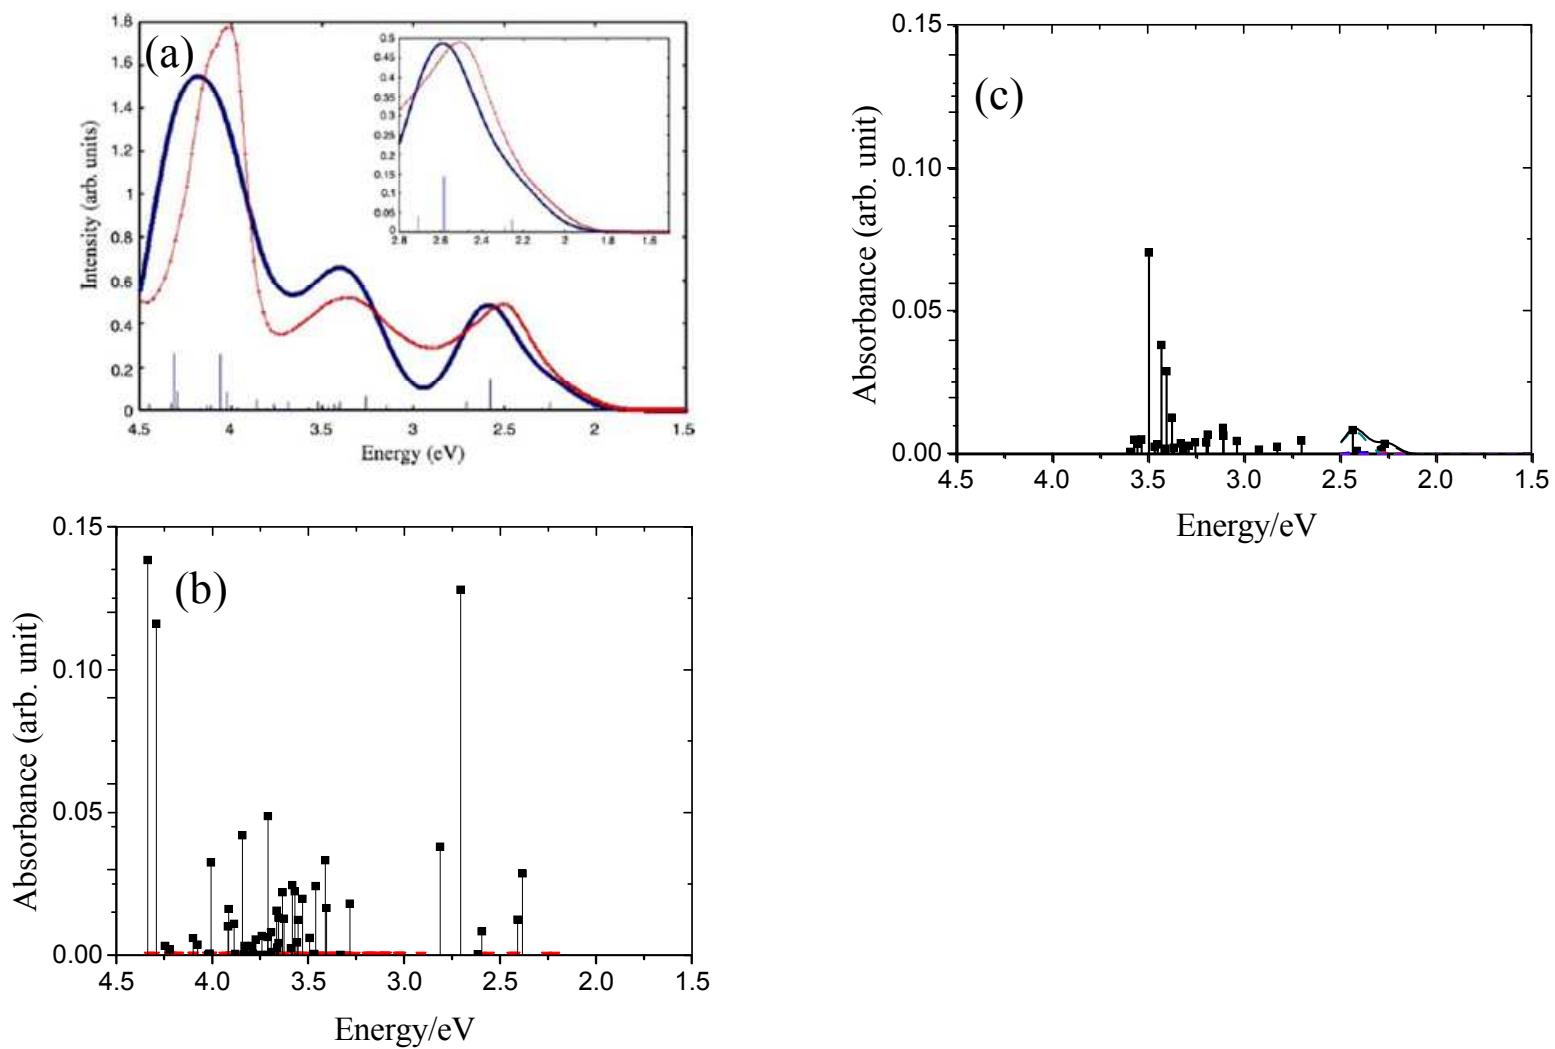 (a)
1.8
1.6
1.4
1.2
1
0.8
0.6
0.4
0.2
0
Intensity (arb. units)
4.5 4 3.5 3 2.5 2 1.5
Energy (eV)
0.5
0.45
0.4
0.35
0.3
0.25
0.2
0.15
0.1
0.05
0
2.8 2.6 2.4 2.2 2 1.8 1.6
(c)
0.15
0.10
0.05
0.00
Absorbance (arb. unit)
4.5 4.0 3.5 3.0 2.5 2.0 1.5
Energy/eV
(b)
0.15
0.10
0.05
0.00
Absorbance (arb. unit)
4.5 4.0 3.5 3.0 2.5 2.0 1.5
Energy/eV